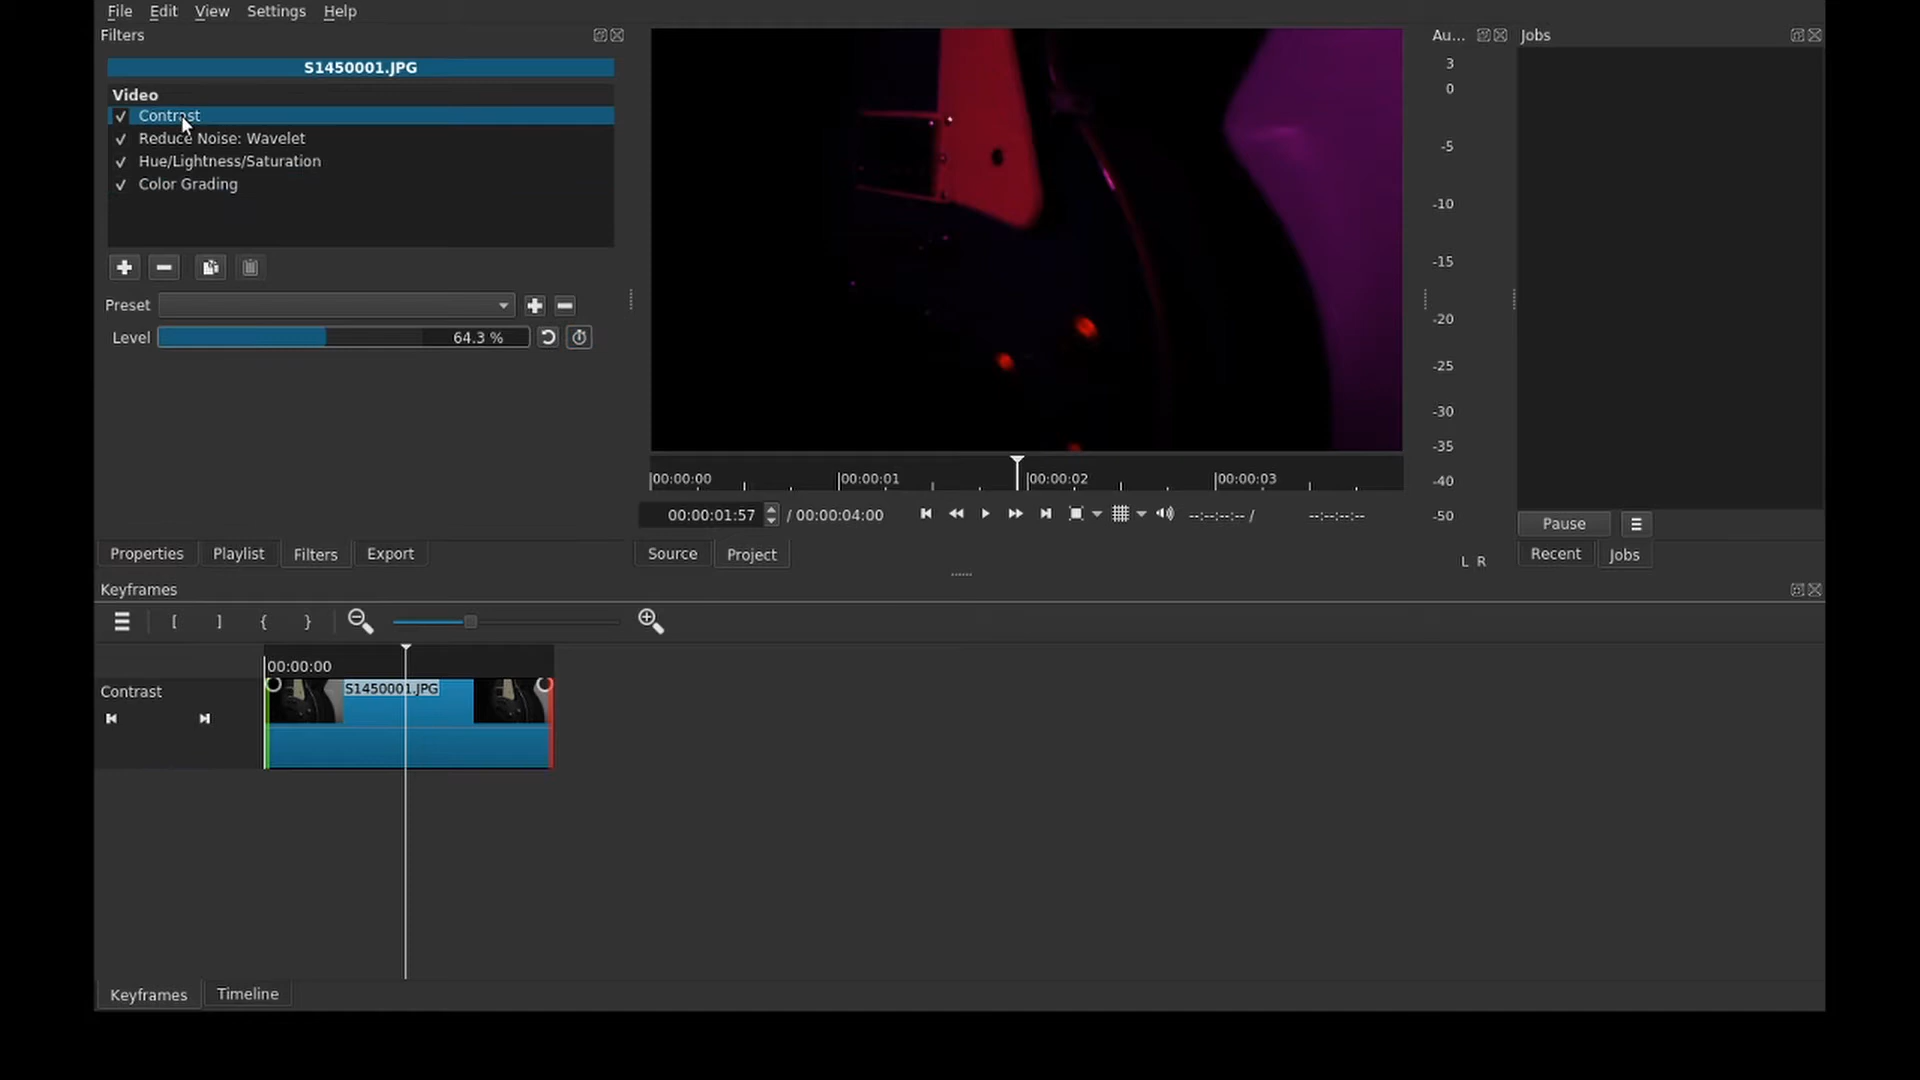 File Edit View Settings Help
Filters
S1450001.JPG
Video
Contrast
Reduce Noise: Wavelet
Hue/Lightness/Saturation
Color Grading
Preset
Level 64.3 %
Properties Playlist Filters Export
|00:00:00 |00:00:01 |00:00:02 |00:00:03
00:00:01:57 / 00:00:04:00 --:--:--:-- / --:--:--:--
Source Project
Au...
3
0
-5
-10
-15
-20
-25
-30
-35
-40
-50
L R
Jobs
Pause
Recent Jobs
Keyframes
[ ] { }
00:00:00
Contrast
S1450001.JPG
Keyframes Timeline